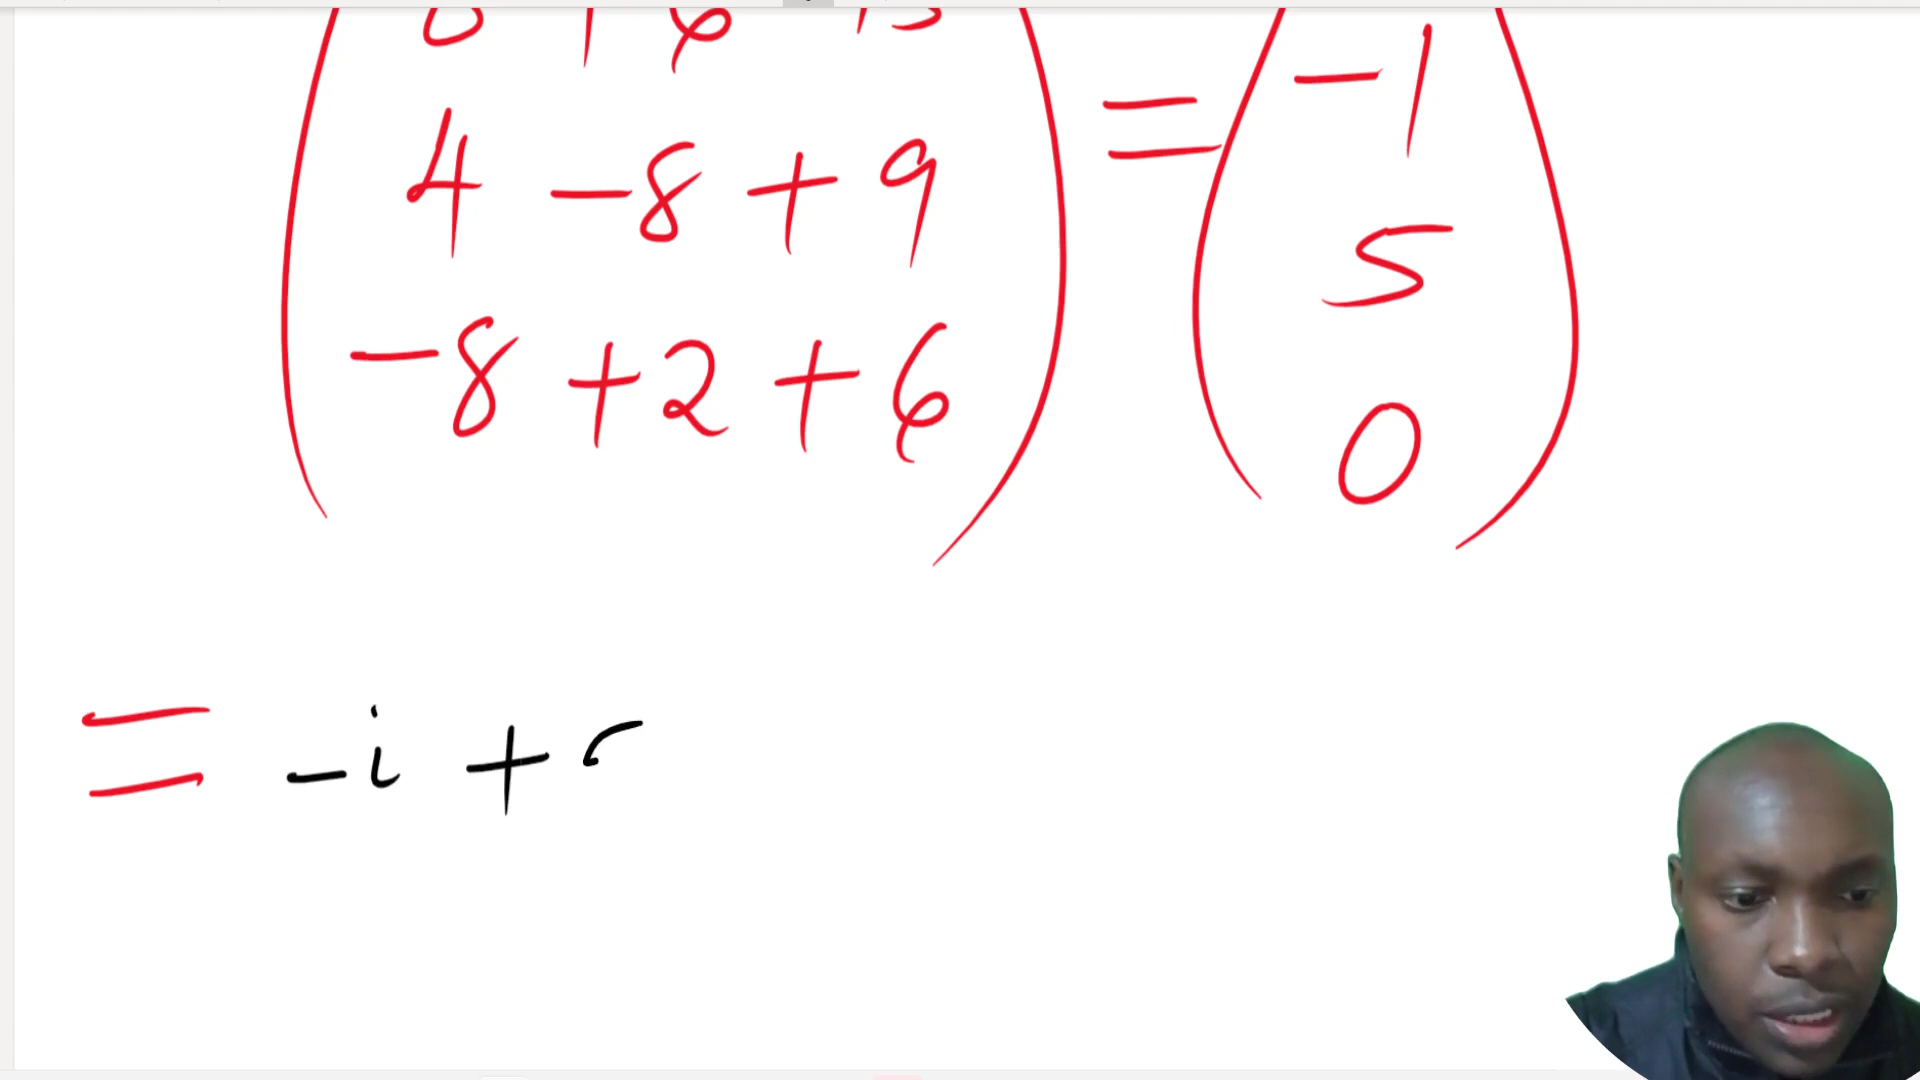 -1
4 -8 +9 =
5
-8 +2 +6
0
= -i +